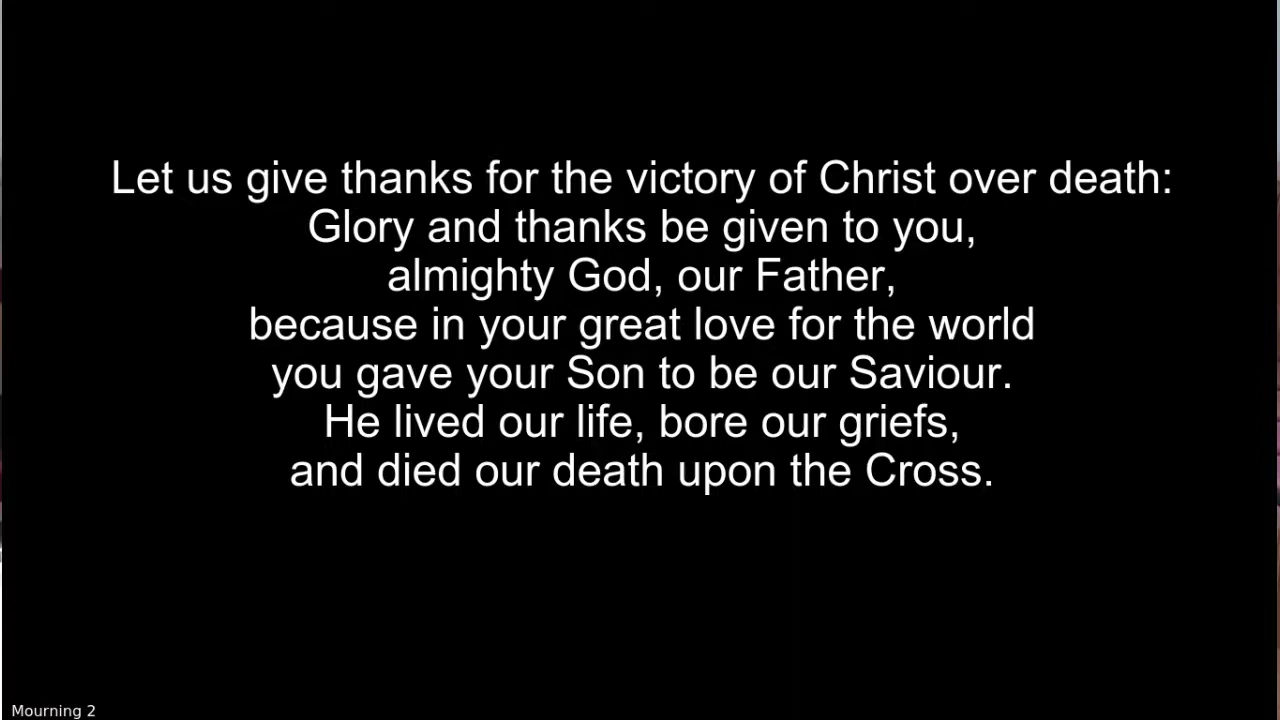 Let us give thanks for the victory of Christ over death:
Glory and thanks be given to you,
almighty God, our Father,
because in your great love for the world
you gave your Son to be our Saviour.
He lived our life, bore our griefs,
and died our death upon the Cross.
Mourning 2